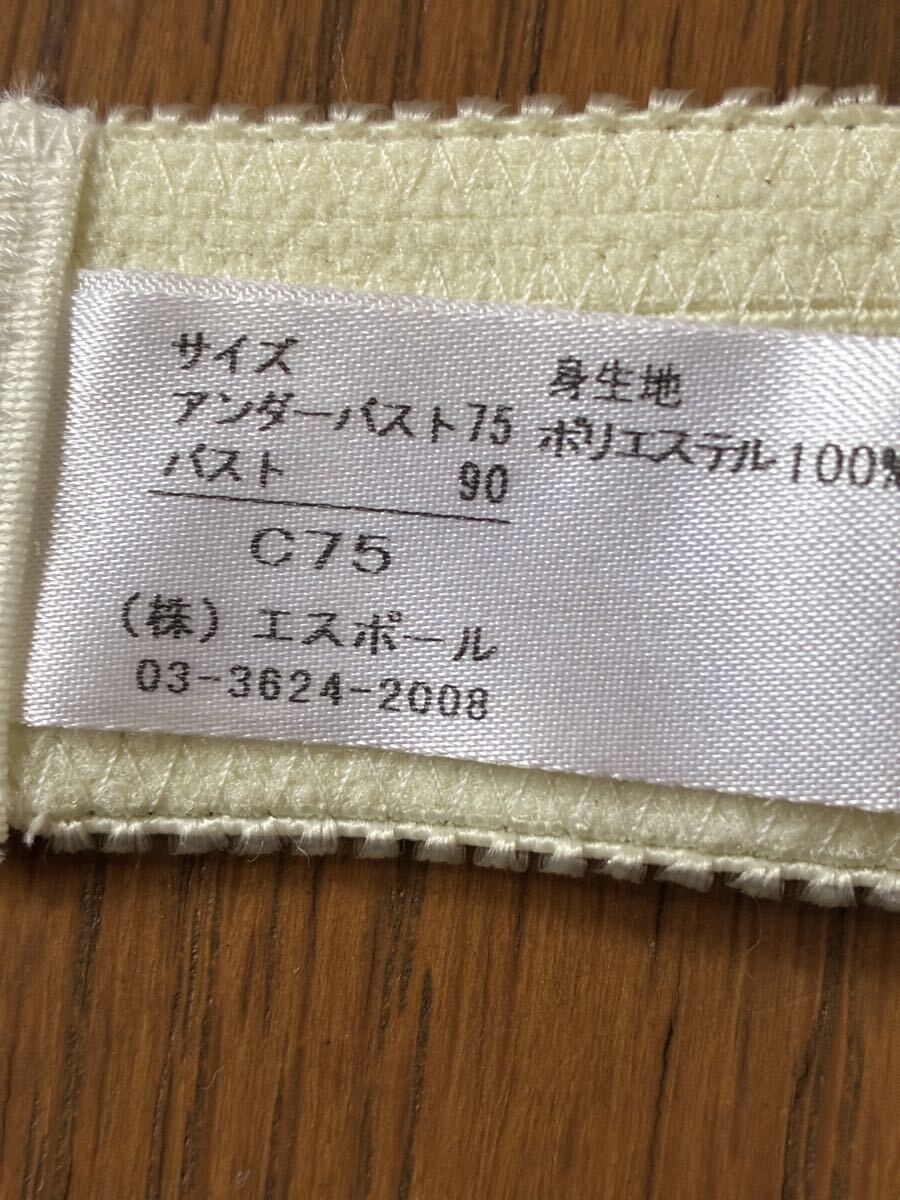 サイズ
アンダーバスト75
バスト 90
C75
(株)エスポール
03-3624-2008
身生地
ポリエステル100%